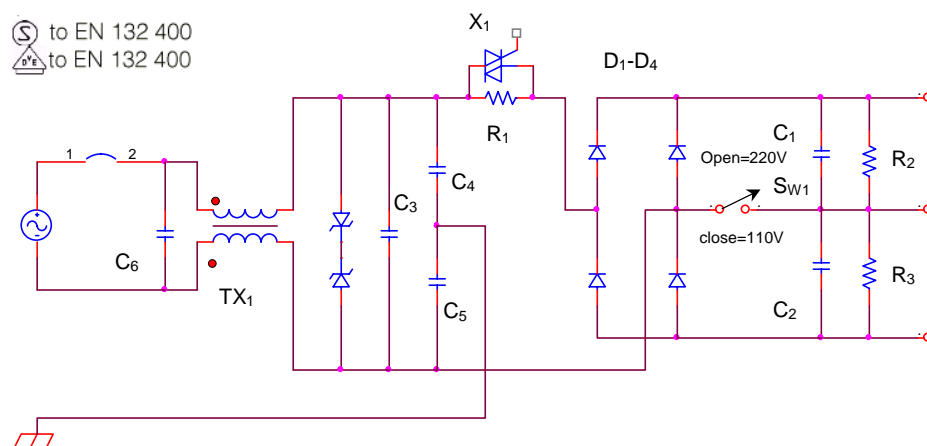 S to EN 132 400
DVE to EN 132 400
X1
D1-D4
R1
C1
1 2
Open=220V
R2
C4
SW1
C3
close=110V
C6
R3
TX1
C5
C2